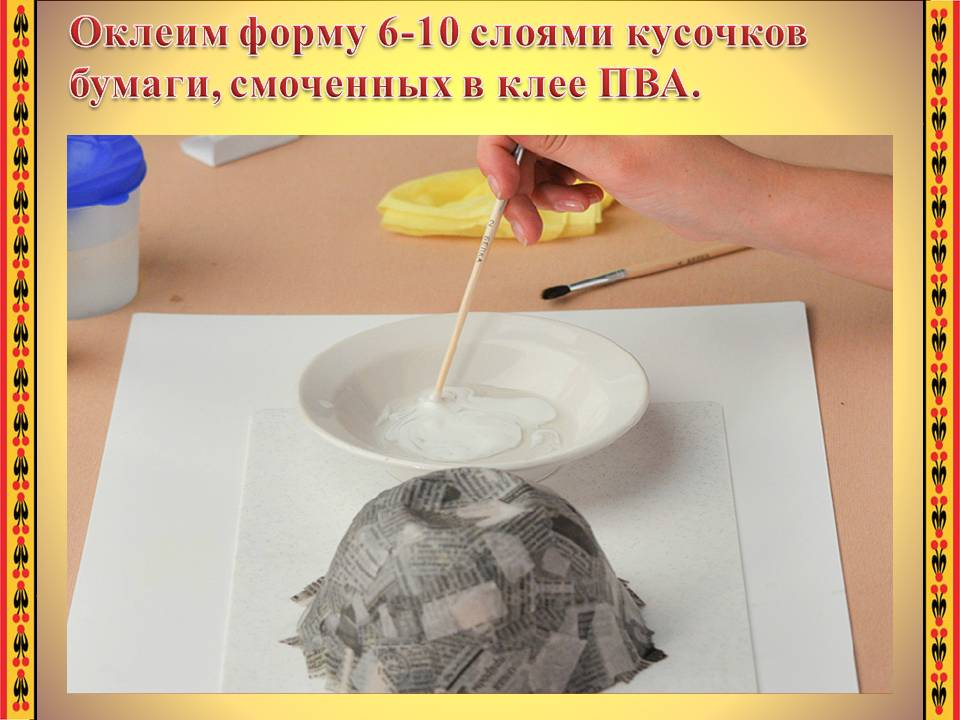 Оклеим форму 6-10 слоями кусочков
бумаги, смоченных в клее ПВА.